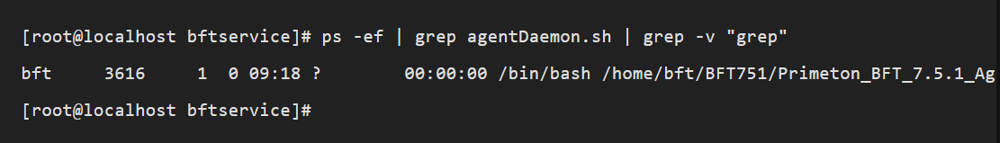 [root@localhost bftservice]# ps -ef | grep agentDaemon.sh | grep -v "grep"
bft     3616     1  0 09:18 ?        00:00:00 /bin/bash /home/bft/BFT751/Primeton_BFT_7.5.1_Ag
[root@localhost bftservice]#